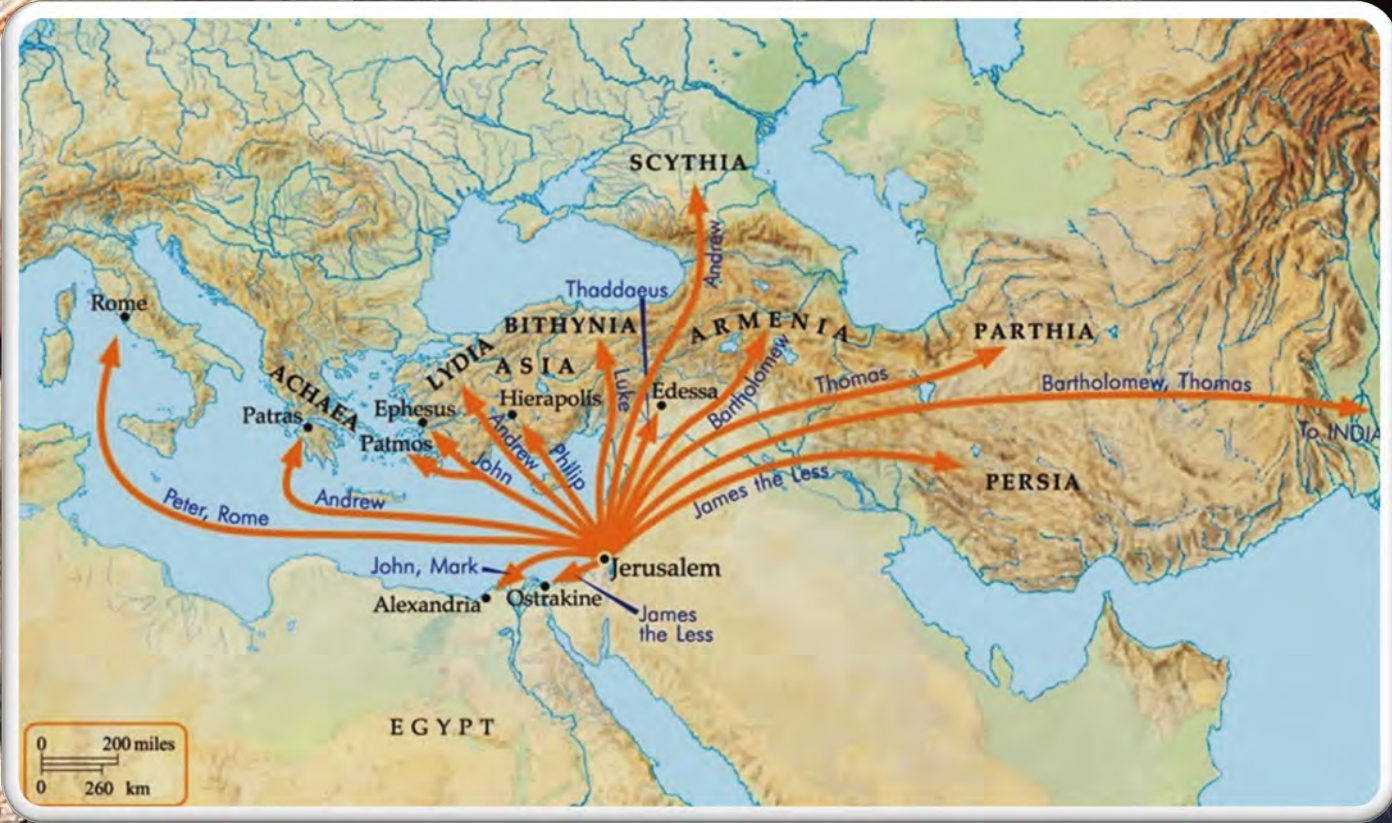 SCYTHIA
Andrew
Thaddaeus
Rome
BITHYNIA
ARMENIA
PARTHIA
LYDIA
ASIA
ACHAEA
Luke
Edessa
Bartholomew
Thomas
Bartholomew, Thomas
Hierapolis
Ephesus
Patras
Patmos
Andrew
Philip
John
To INDIA
James the Less
PERSIA
Peter, Rome
Andrew
John, Mark
Jerusalem
Alexandria
Ostrakine
James
the Less
EGYPT
0 200 miles
0 260 km